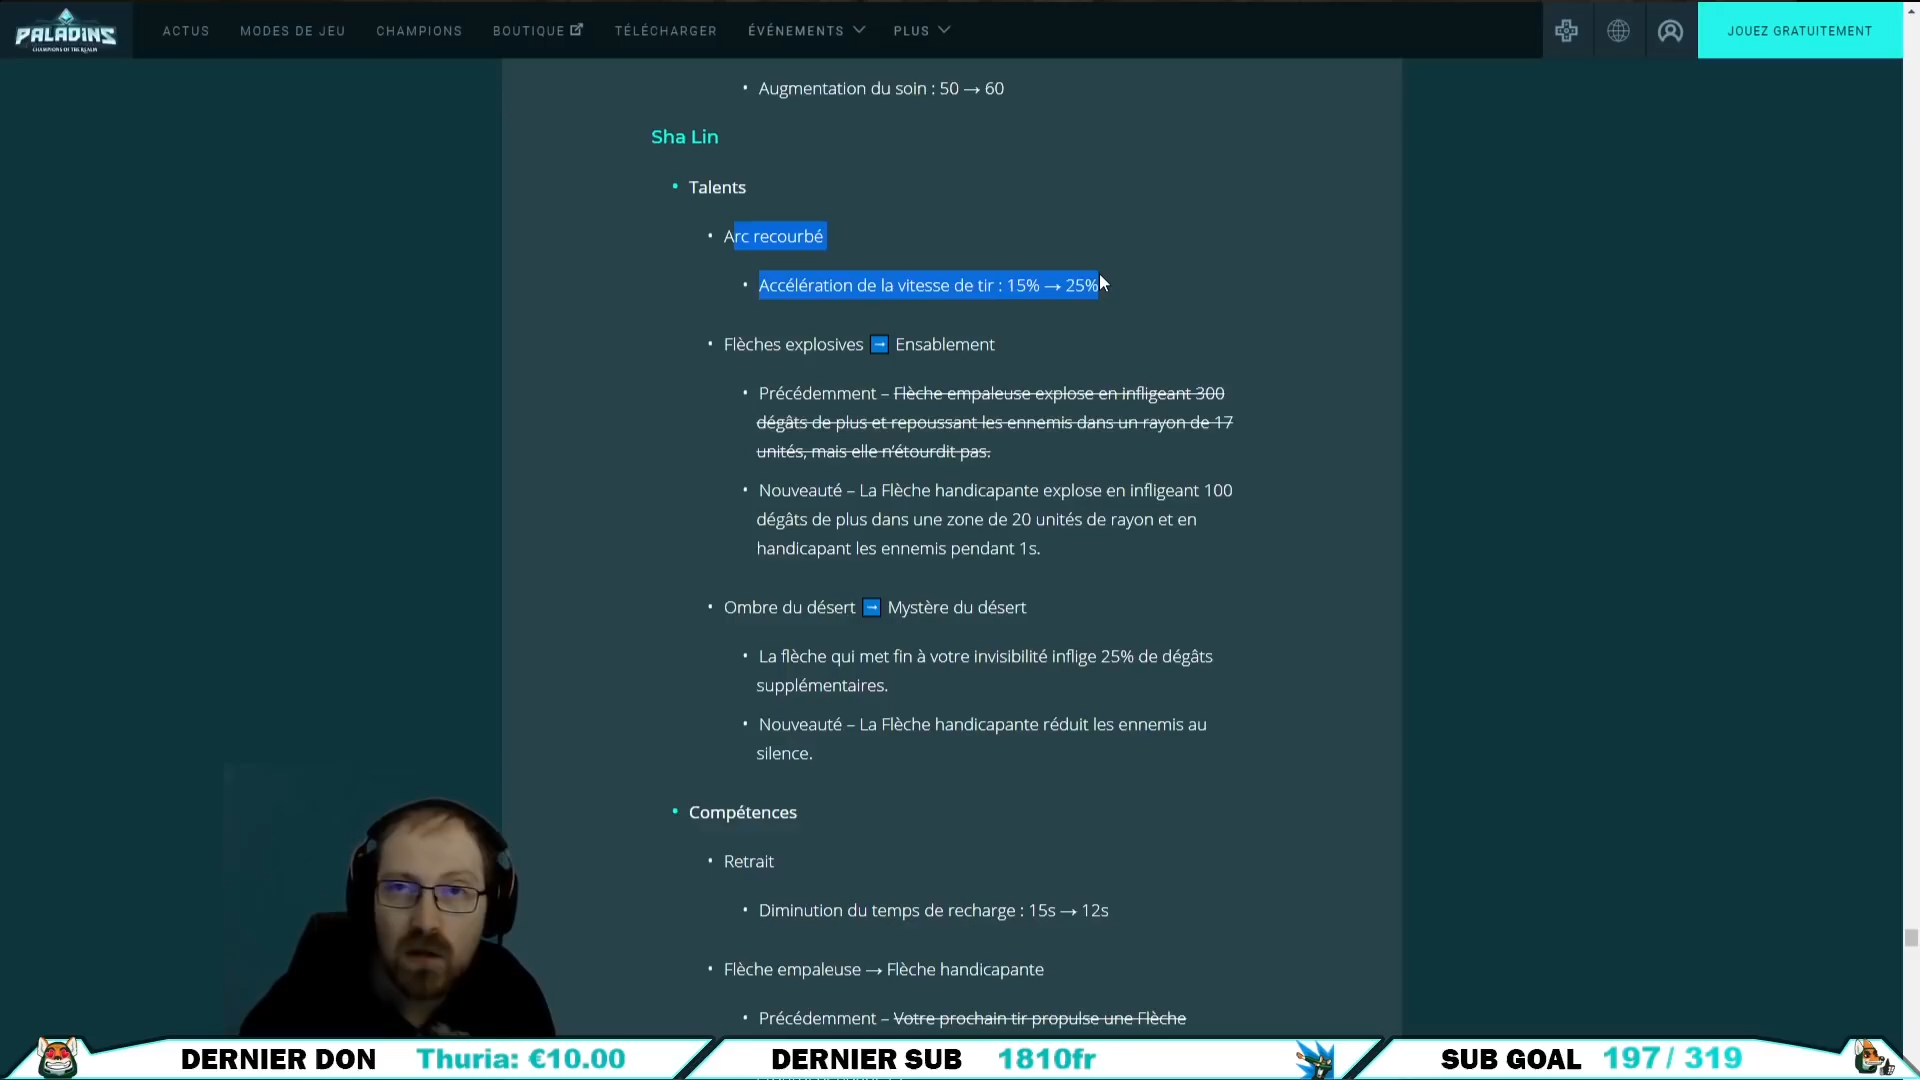 PALADINS
CHAMPIONS OF THE REALM
ACTUS MODES DE JEU CHAMPIONS BOUTIQUE TÉLÉCHARGER ÉVÉNEMENTS PLUS JOUEZ GRATUITEMENT
• Augmentation du soin : 50 → 60
Sha Lin
• Talents
• Arc recourbé
• Accélération de la vitesse de tir : 15% → 25%
• Flèches explosives ➡ Ensablement
• Précédemment – Flèche empaleuse explose en infligeant 300
dégâts de plus et repoussant les ennemis dans un rayon de 17
unités, mais elle n'étourdit pas.
• Nouveauté – La Flèche handicapante explose en infligeant 100
dégâts de plus dans une zone de 20 unités de rayon et en
handicapant les ennemis pendant 1s.
• Ombre du désert ➡ Mystère du désert
• La flèche qui met fin à votre invisibilité inflige 25% de dégâts
supplémentaires.
• Nouveauté – La Flèche handicapante réduit les ennemis au
silence.
• Compétences
• Retrait
• Diminution du temps de recharge : 15s → 12s
• Flèche empaleuse → Flèche handicapante
• Précédemment – Votre prochain tir propulse une Flèche
DERNIER DON Thuria: €10.00 DERNIER SUB 1810fr SUB GOAL 197 / 319